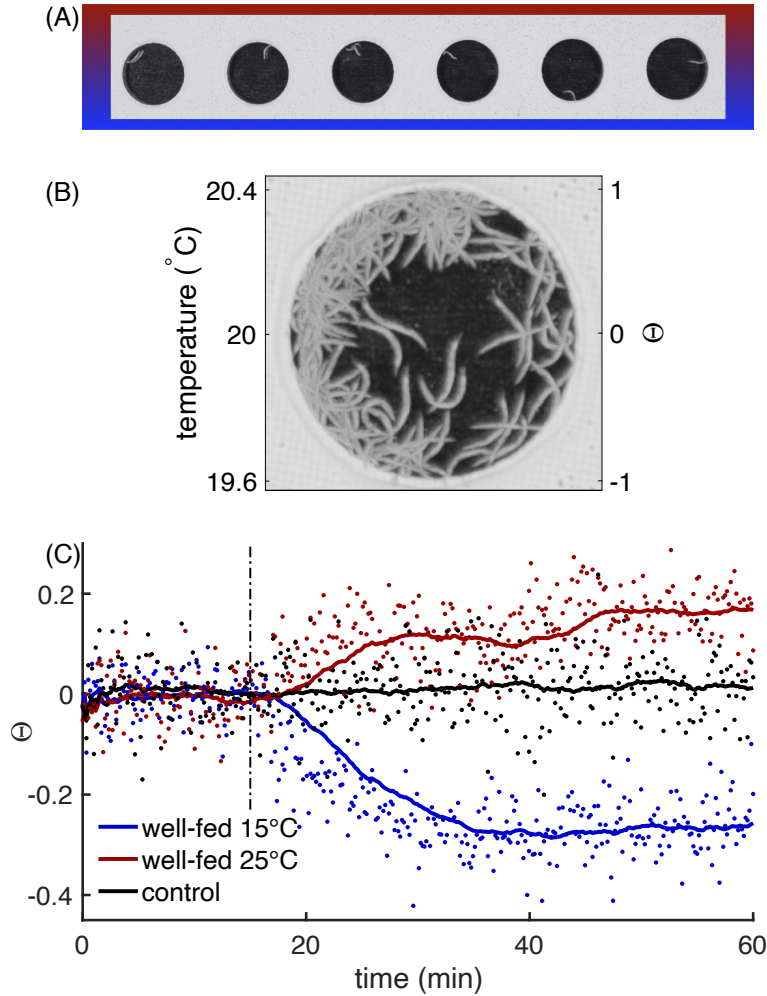 (A)
(B)
20.4
20
19.6
temperature (°C)
1
0
-1
Θ
(C)
0.2
0
-0.2
-0.4
Θ
well-fed 15°C
well-fed 25°C
control
0
20
40
60
time (min)